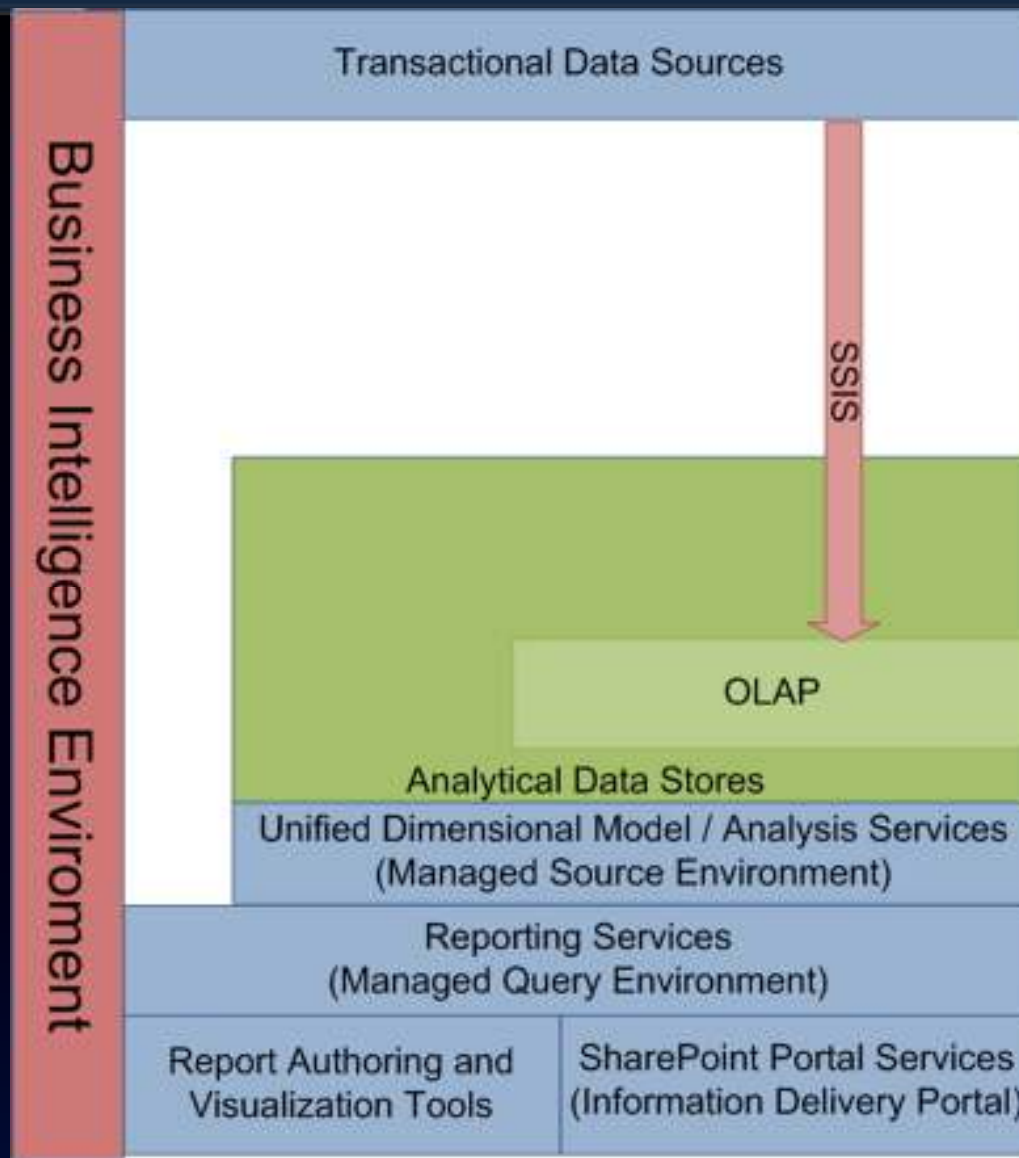 Transactional Data Sources
Business Intelligence Enviroment
SSIS
OLAP
Analytical Data Stores
Unified Dimensional Model / Analysis Services
(Managed Source Environment)
Reporting Services
(Managed Query Environment)
Report Authoring and
Visualization Tools
SharePoint Portal Services
(Information Delivery Portal)